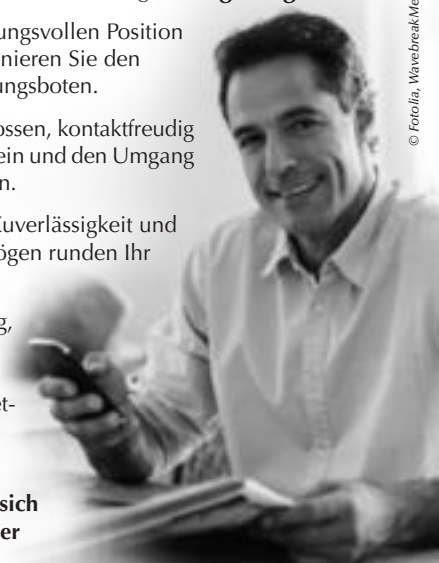 ungsvollen Position
nieren Sie den
ungsboten.
ossen, kontaktfreudig
ein und den Umgang
n.
Zuverlässigkeit und
ögen runden Ihr
g,
et-
sich
er
© Fotolia, WavebreakMe